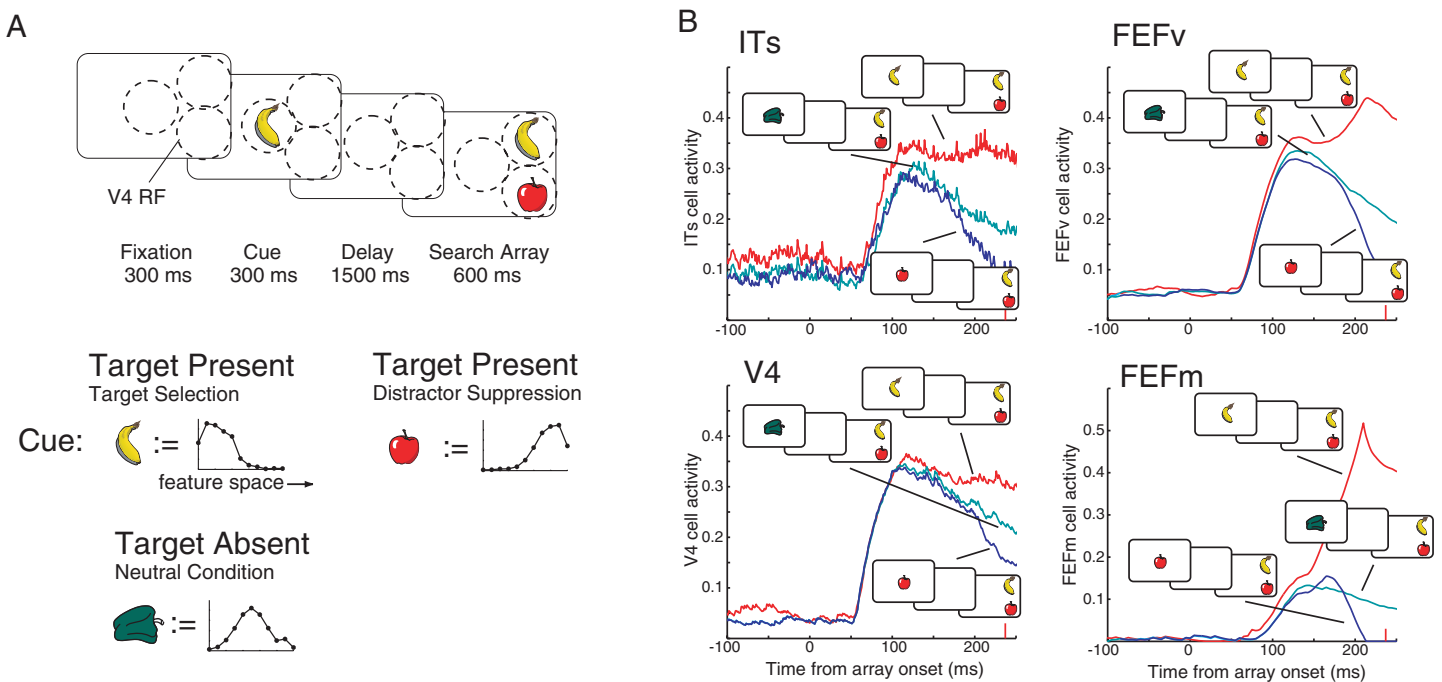 A
V4 RF
Fixation
300 ms
Cue
300 ms
Delay
1500 ms
Search Array
600 ms
Target Present
Target Selection
Target Present
Distractor Suppression
Cue:
:=
:=
feature space
Target Absent
Neutral Condition
:=
B
ITs
ITs cell activity
0.4
0.3
0.2
0.1
-100 0 100 200
FEFv
FEFv cell activity
0.4
0.3
0.2
0.1
-100 0 100 200
V4
V4 cell activity
0.4
0.3
0.2
0.1
-100 0 100 200
Time from array onset (ms)
FEFm
FEFm cell activity
0.5
0.4
0.3
0.2
0.1
0
-100 0 100 200
Time from array onset (ms)